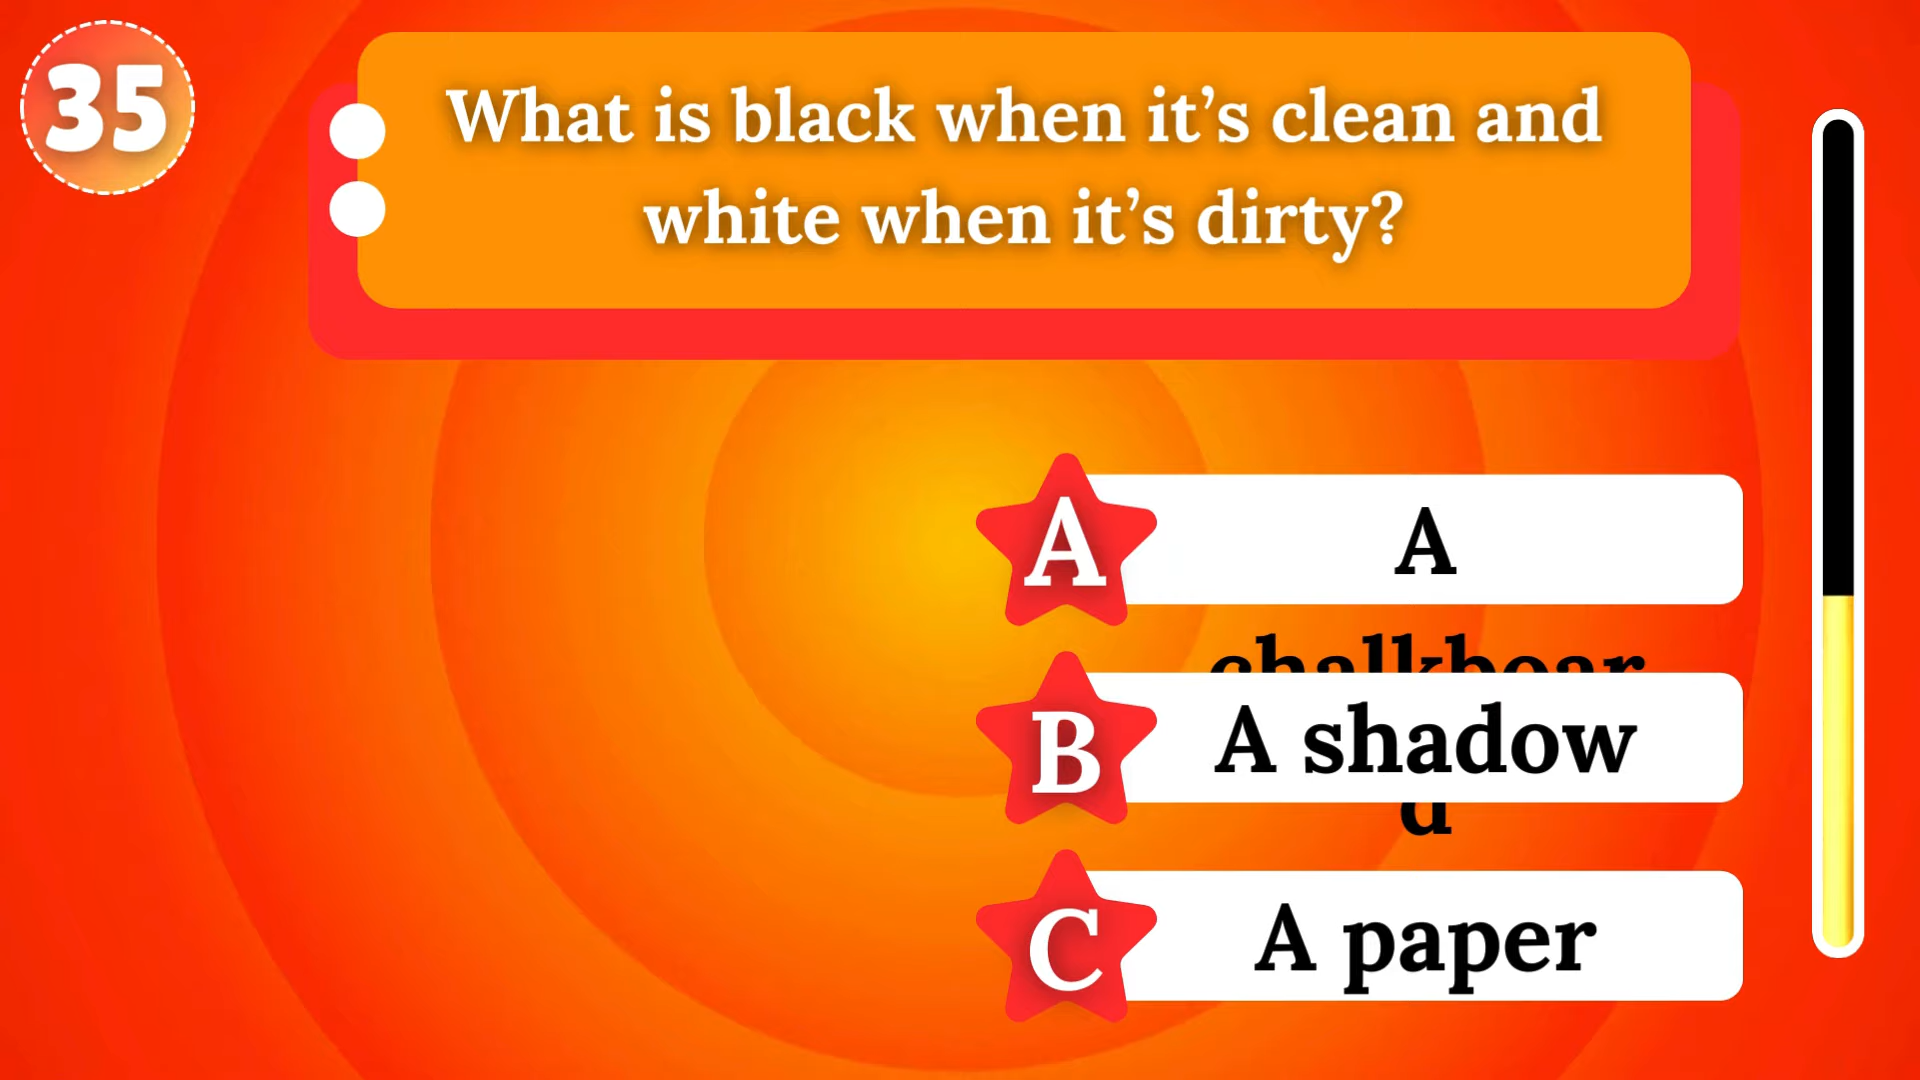 35
What is black when it's clean and
white when it's dirty?
A
A
chalkboar
B
A shadow
d
C
A paper